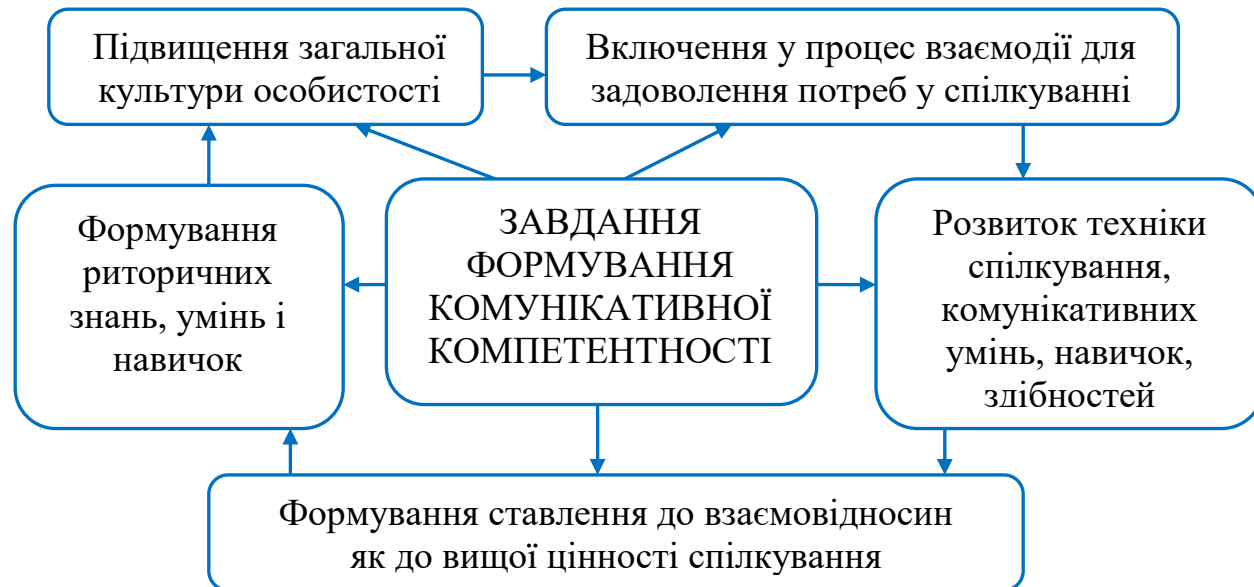 Підвищення загальної
культури особистості
Включення у процес взаємодії для
задоволення потреб у спілкуванні
Формування
риторичних
знань, умінь і
навичок
ЗАВДАННЯ
ФОРМУВАННЯ
КОМУНІКАТИВНОЇ
КОМПЕТЕНТНОСТІ
Розвиток техніки
спілкування,
комунікативних
умінь, навичок,
здібностей
Формування ставлення до взаємовідносин
як до вищої цінності спілкування